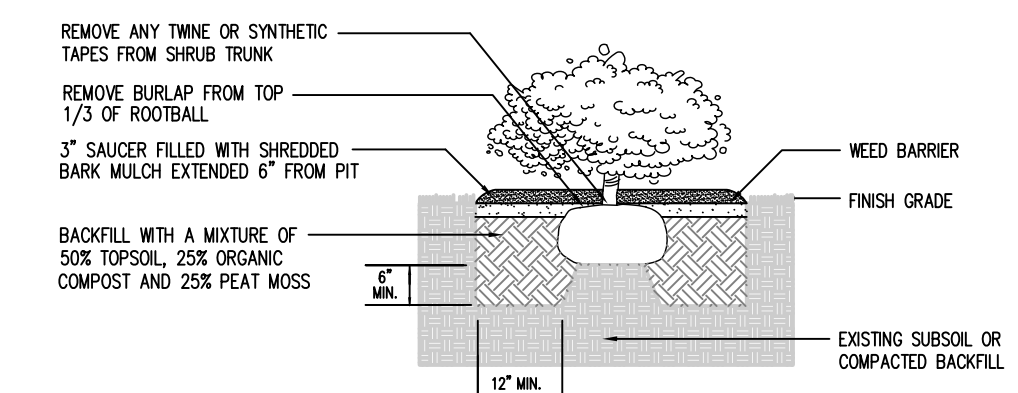 REMOVE ANY TWINE OR SYNTHETIC
TAPES FROM SHRUB TRUNK
REMOVE BURLAP FROM TOP
1/3 OF ROOTBALL
3" SAUCER FILLED WITH SHREDDED
BARK MULCH EXTENDED 6" FROM PIT
BACKFILL WITH A MIXTURE OF
50% TOPSOIL, 25% ORGANIC
COMPOST AND 25% PEAT MOSS
6"
MIN.
12" MIN.
WEED BARRIER
FINISH GRADE
EXISTING SUBSOIL OR
COMPACTED BACKFILL